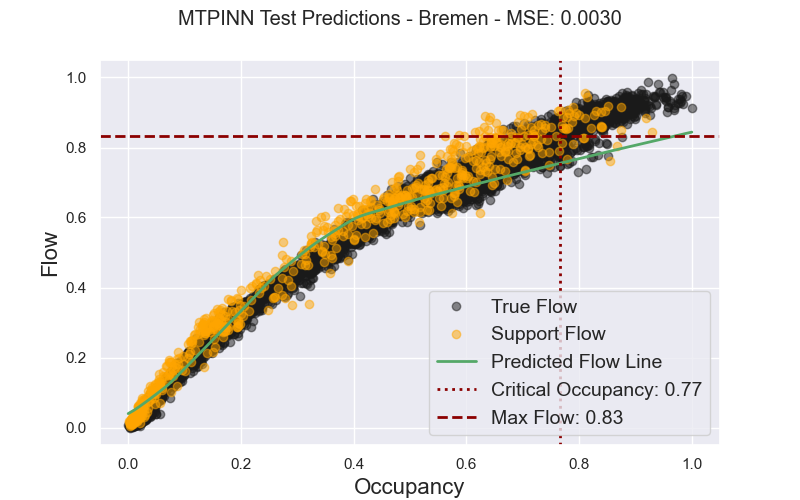 MTPINN Test Predictions - Bremen - MSE: 0.0030
1.0
0.8
0.6
0.4
0.2
0.0
Flow
True Flow
Support Flow
Predicted Flow Line
Critical Occupancy: 0.77
Max Flow: 0.83
0.0 0.2 0.4 0.6 0.8 1.0
Occupancy